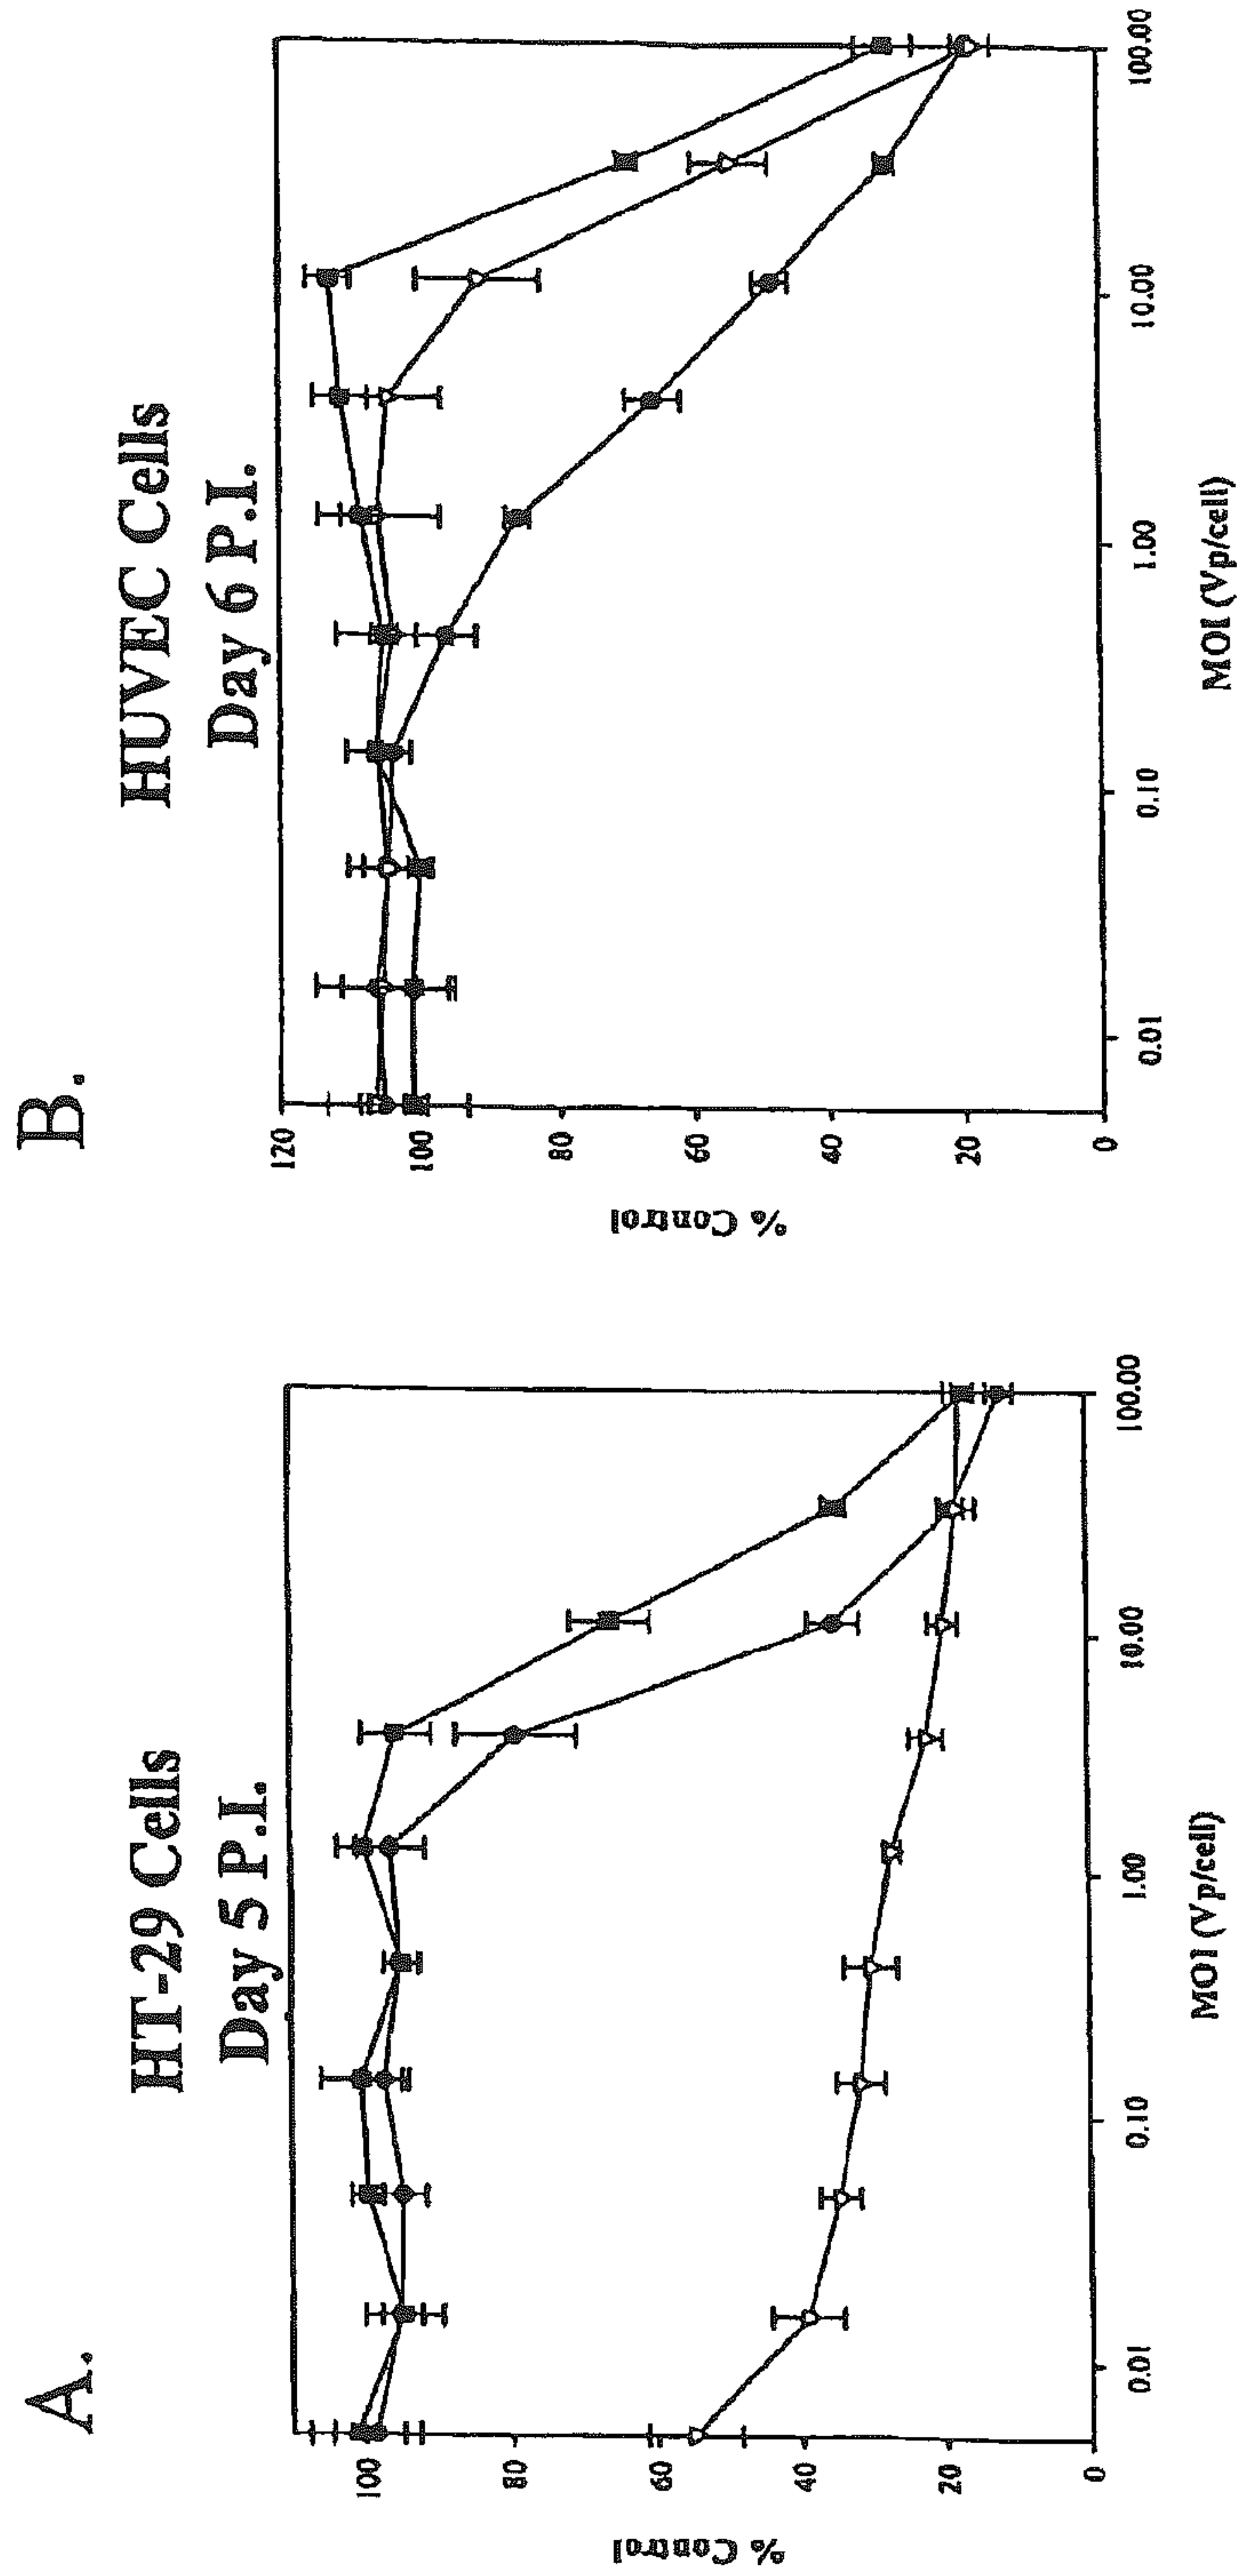 A.
HT-29 Cells
Day 5 P.I.
% Control
100
80
60
40
20
0
0.01
0.10
1.00
10.00
100.00
MOI (Vp/cell)
B.
HUVEC Cells
Day 6 P.I.
% Control
120
100
80
60
40
20
0
0.01
0.10
1.00
10.00
100.00
MOI (Vp/cell)